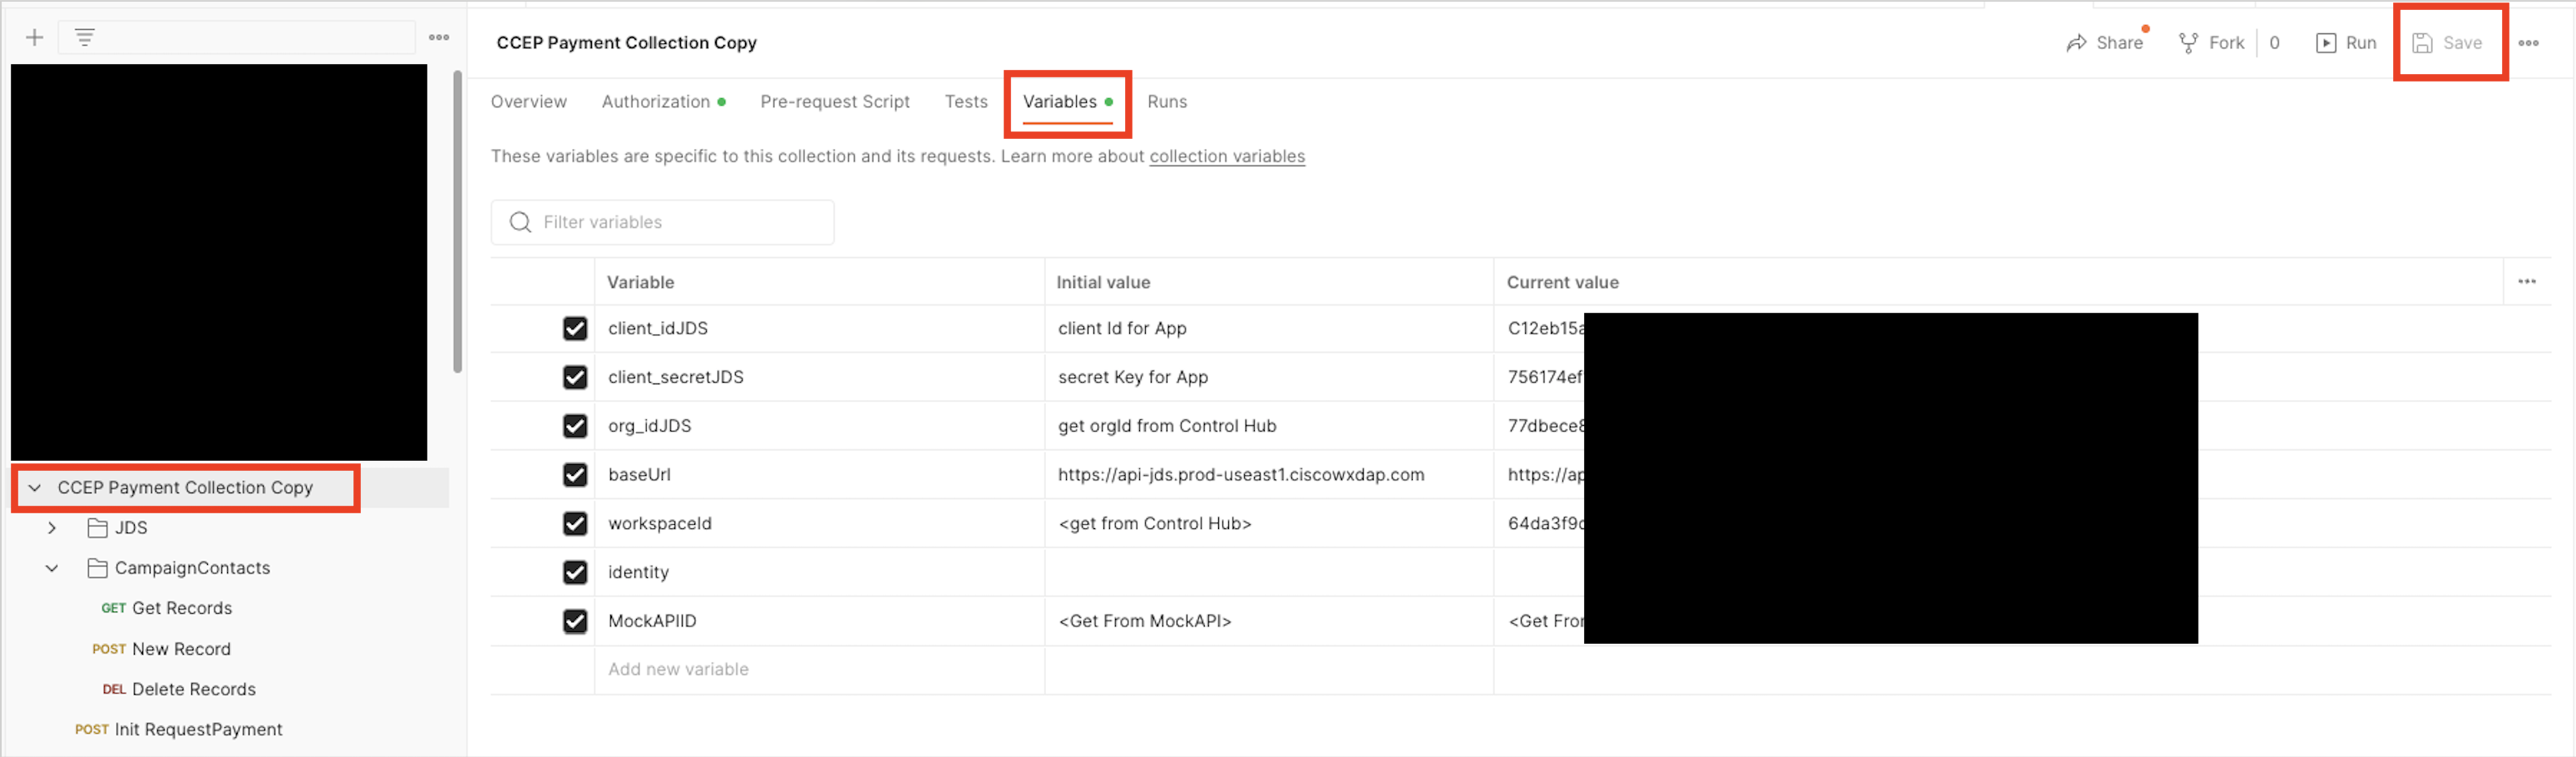 CCEP Payment Collection Copy
Share
Fork 0
Run
Save
Overview
Authorization
Pre-request Script
Tests
Variables
Runs
These variables are specific to this collection and its requests. Learn more about collection variables
Filter variables
Variable Initial value Current value
client_idJDS client Id for App C12eb15a
client_secretJDS secret Key for App 756174ef
org_idJDS get orgId from Control Hub 77dbece8
baseUrl https://api-jds.prod-useast1.ciscowxdap.com https://ap
workspaceId <get from Control Hub> 64da3f9c
identity
MockAPIID <Get From MockAPI> <Get Fror
Add new variable
CCEP Payment Collection Copy
JDS
CampaignContacts
GET Get Records
POST New Record
DEL Delete Records
POST Init RequestPayment